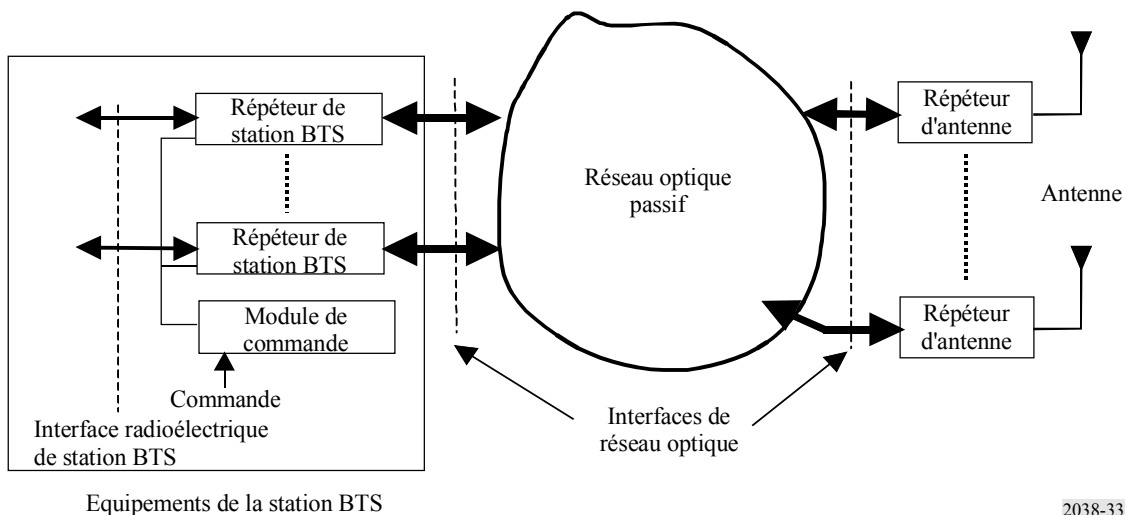 Répéteur de
station BTS
Répéteur de
station BTS
Module de
commande
Commande
Interface radioélectrique
de station BTS
Equipements de la station BTS
Réseau optique
passif
Interfaces de
réseau optique
Répéteur
d'antenne
Antenne
Répéteur
d'antenne
2038-33